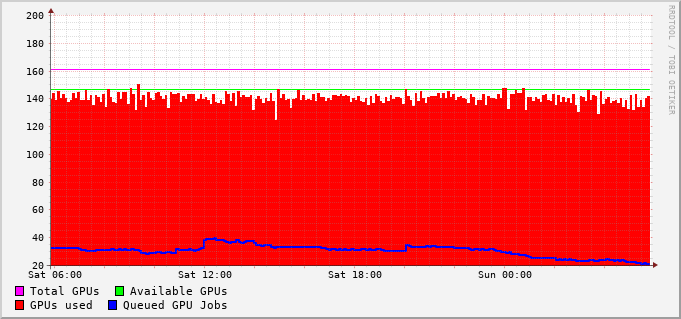 200
180
160
140
120
100
80
60
40
20
Sat 06:00 Sat 12:00 Sat 18:00 Sun 00:00
Total GPUs Available GPUs
GPUs used Queued GPU Jobs
RRDTOOL / TOBI OETIKER